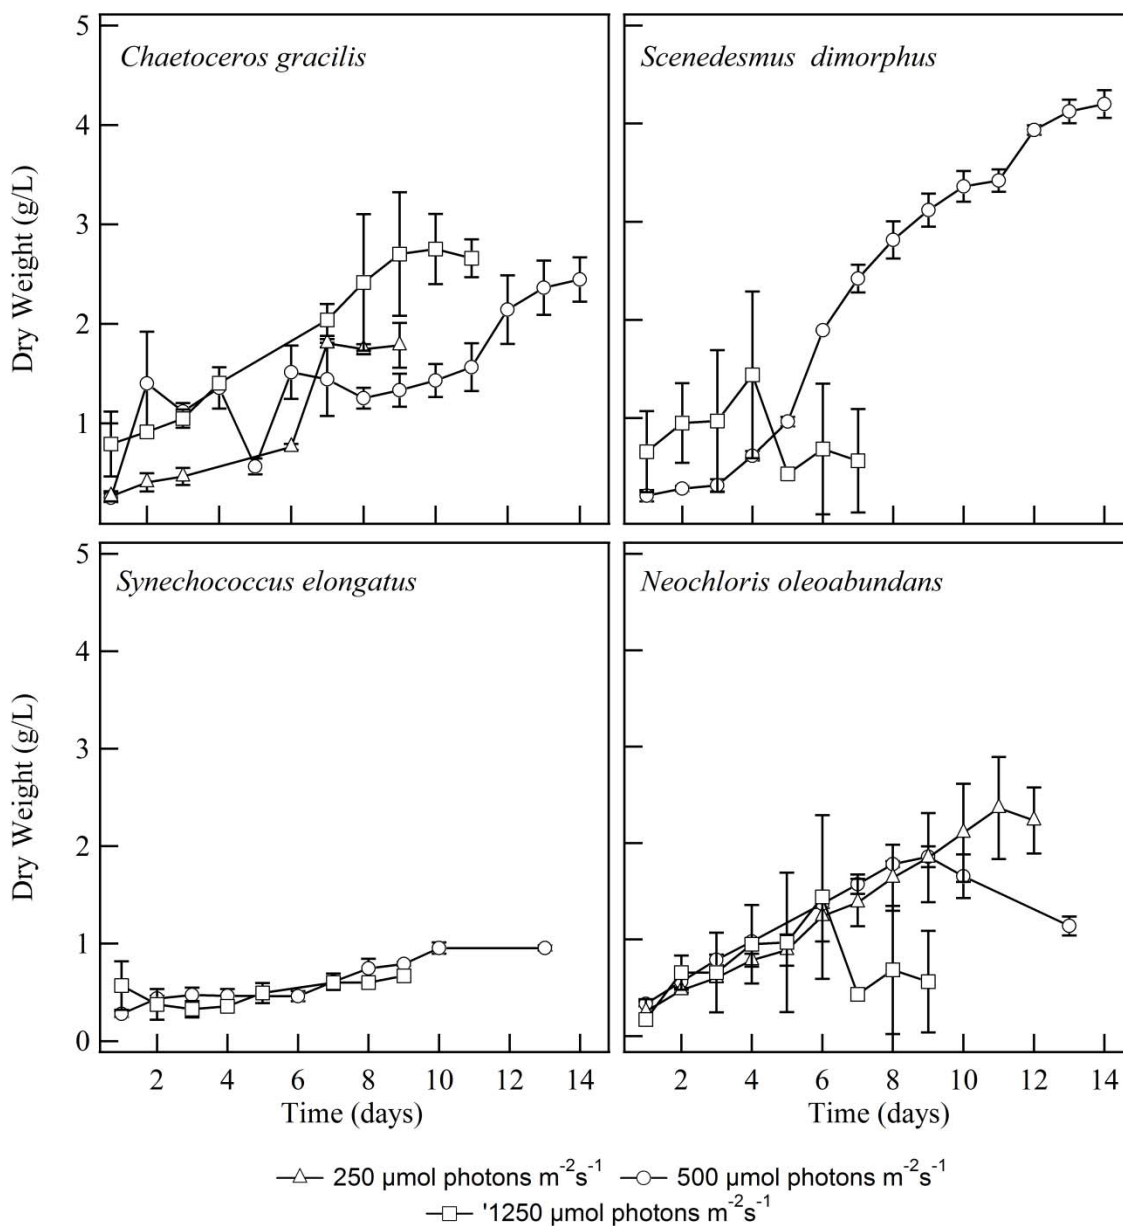 Chaetoceros gracilis
Scenedesmus dimorphus
5
4
3
2
1
Dry Weight (g/L)
Synechococcus elongatus
Neochloris oleoabundans
5
4
3
2
1
0
Dry Weight (g/L)
2 4 6 8 10 12 14
2 4 6 8 10 12 14
Time (days)
Time (days)
250 µmol photons m⁻²s⁻¹ 500 µmol photons m⁻²s⁻¹
'1250 µmol photons m⁻²s⁻¹